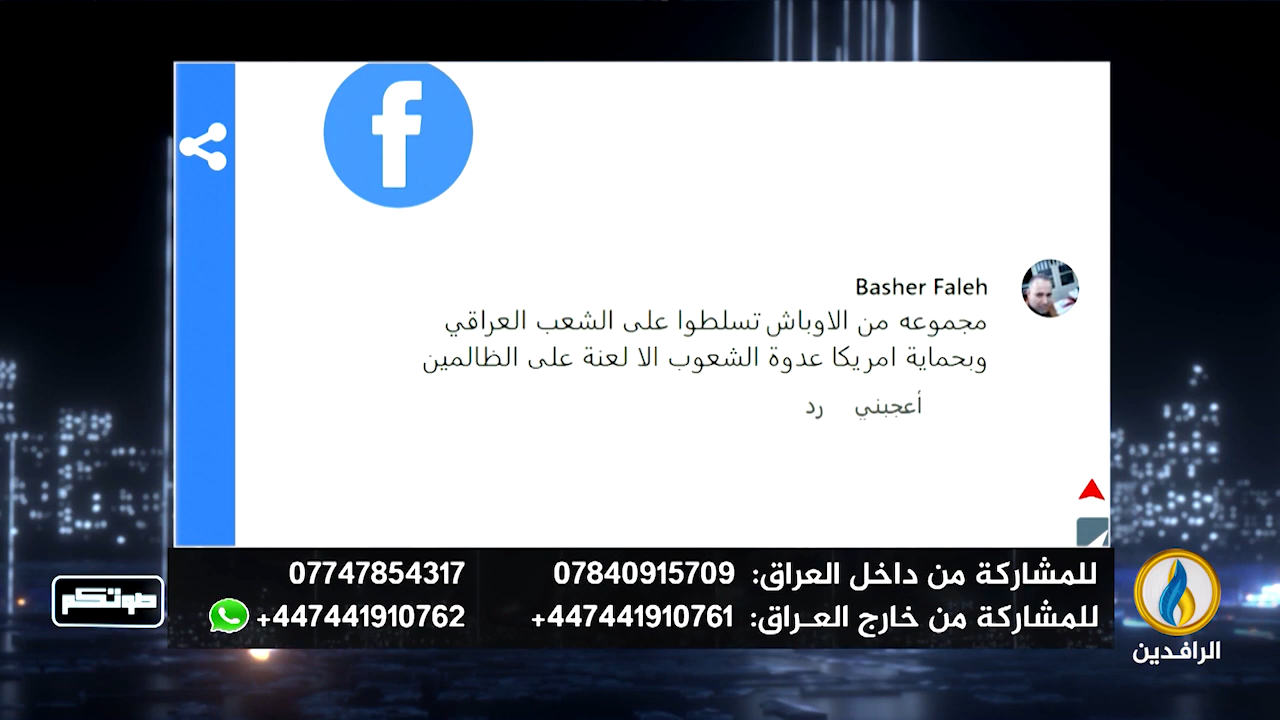 Basher Faleh
مجموعه من الاوباش تسلطوا على الشعب العراقي
وبحماية امريكا عدوة الشعوب الا لعنة على الظالمين
أعجبني رد
للمشاركة من داخل العراق: 07840915709 07747854317
للمشاركة من خارج العـراق: 447441910761+ 447441910762+
صوتكم
الرافدين